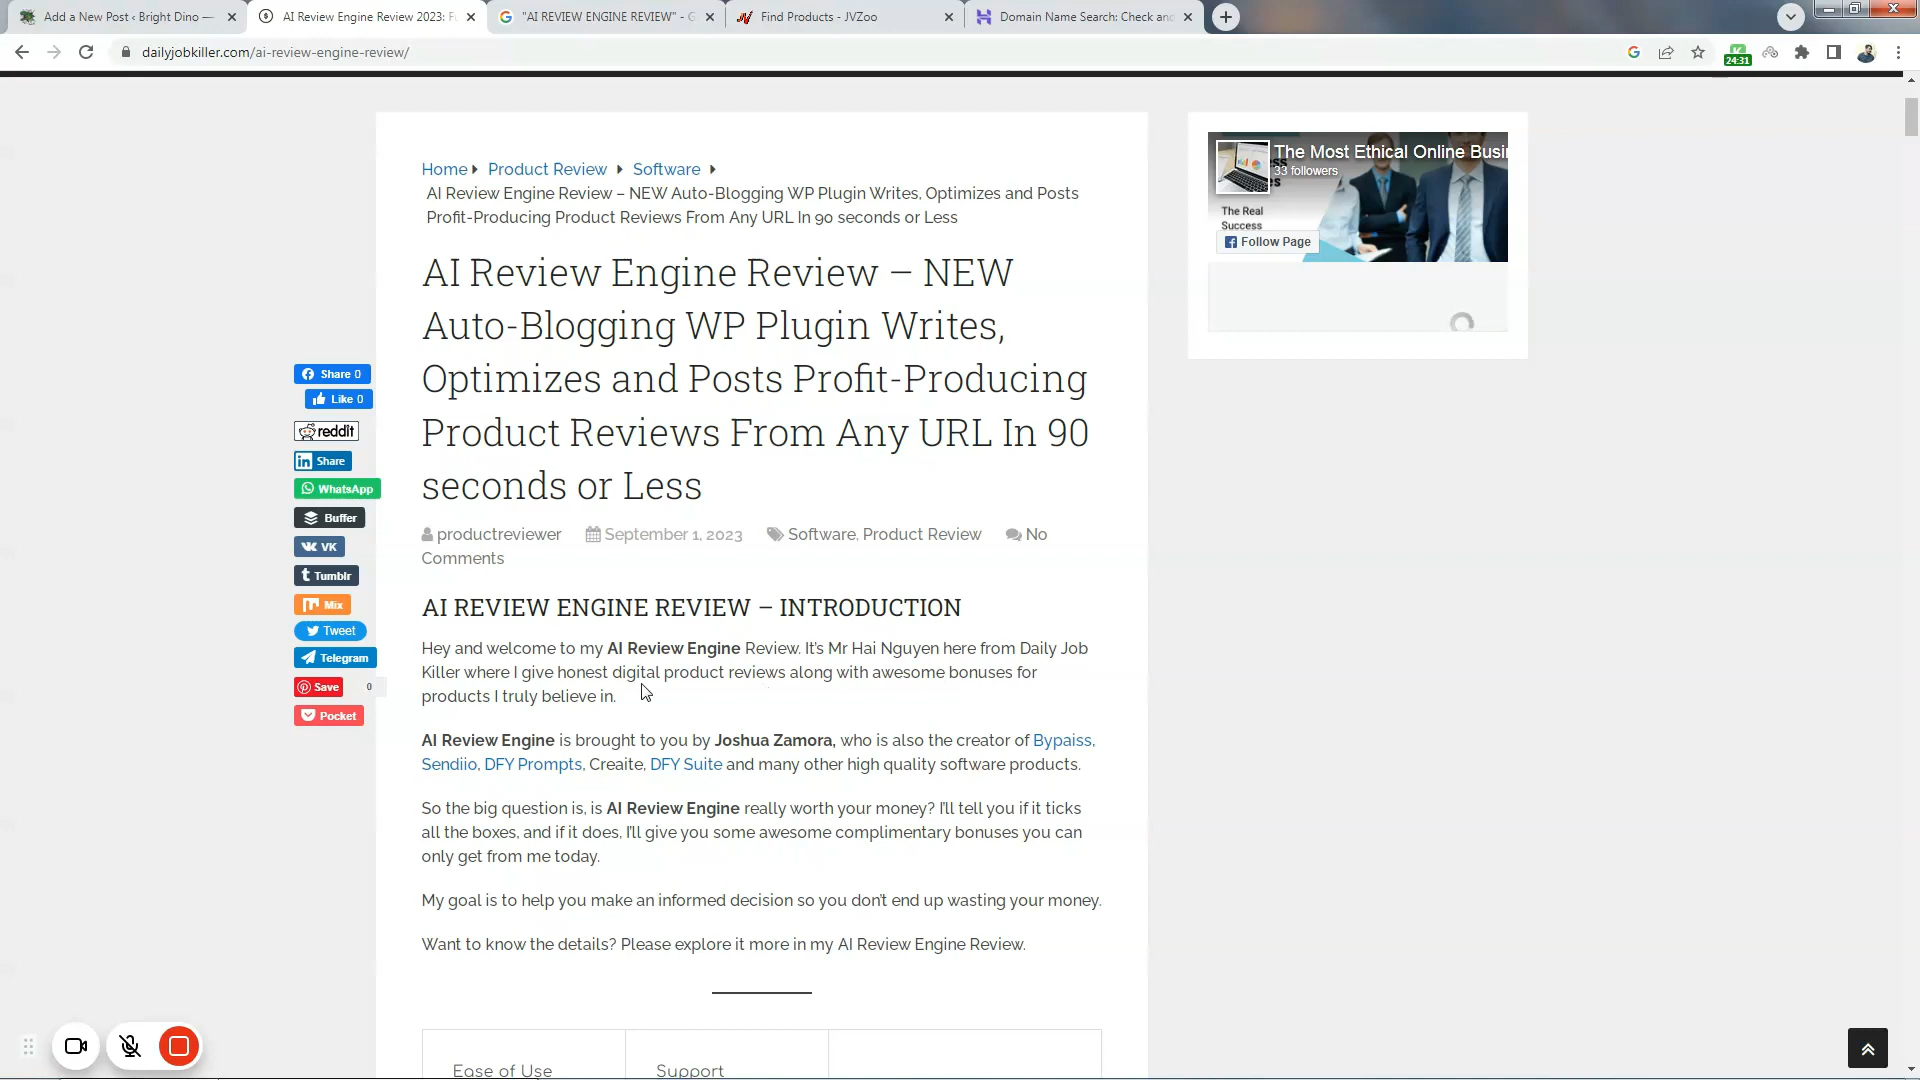 Add a New Post ‹ Bright Dino —
AI Review Engine Review 2023: Fu
"AI REVIEW ENGINE REVIEW" - G
Find Products - JVZoo
Domain Name Search: Check and
dailyjobkiller.com/ai-review-engine-review/
24:31
Home
Product Review
Software
AI Review Engine Review – NEW Auto-Blogging WP Plugin Writes, Optimizes and Posts
Profit-Producing Product Reviews From Any URL In 90 seconds or Less
AI Review Engine Review – NEW
Auto-Blogging WP Plugin Writes,
Optimizes and Posts Profit-Producing
Product Reviews From Any URL In 90
seconds or Less
productreviewer
September 1, 2023
Software, Product Review
No
Comments
AI REVIEW ENGINE REVIEW – INTRODUCTION
Hey and welcome to my AI Review Engine Review. It's Mr Hai Nguyen here from Daily Job
Killer where I give honest digital product reviews along with awesome bonuses for
products I truly believe in.
AI Review Engine is brought to you by Joshua Zamora, who is also the creator of Bypaiss,
Sendiio, DFY Prompts, Creaite, DFY Suite and many other high quality software products.
So the big question is, is AI Review Engine really worth your money? I'll tell you if it ticks
all the boxes, and if it does, I'll give you some awesome complimentary bonuses you can
only get from me today.
My goal is to help you make an informed decision so you don't end up wasting your money.
Want to know the details? Please explore it more in my AI Review Engine Review.
Ease of Use
Support
Share 0
Like 0
reddit
Share
WhatsApp
Buffer
VK
Tumblr
Mix
Tweet
Telegram
Save
0
Pocket
The Most Ethical Online Busi
33 followers
The Real
Success
Follow Page